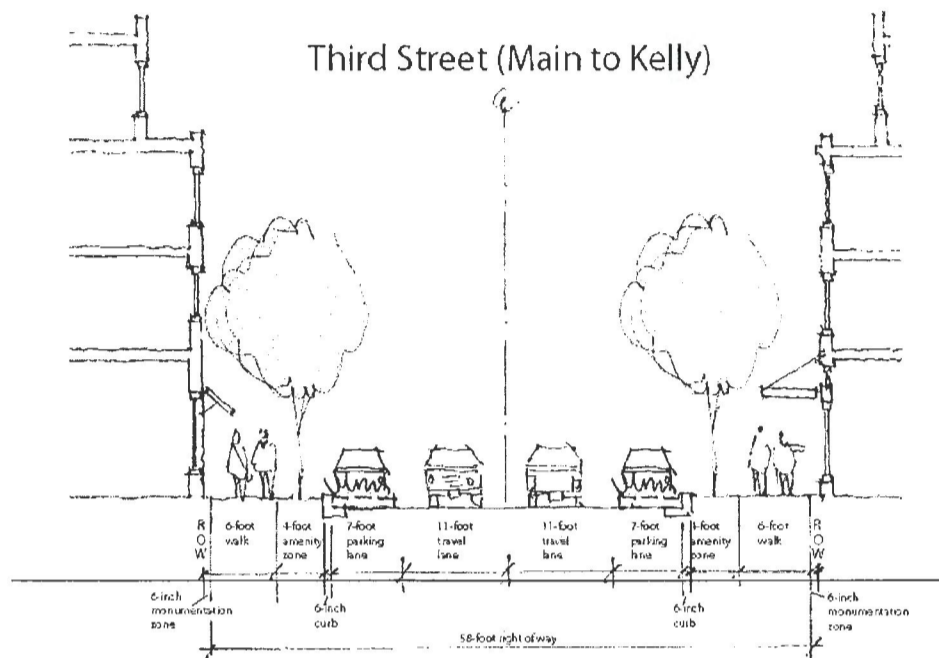 Third Street (Main to Kelly)
R
O
W
6-foot
walk
4-foot
amenity
zone
7-foot
parking
lane
11-foot
travel
lane
11-foot
travel
lane
7-foot
parking
lane
4-foot
amenity
zone
6-foot
walk
R
O
W
6-inch
monumentation
zone
6-inch
curb
6-inch
curb
6-inch
monumentation
zone
58-foot right of way